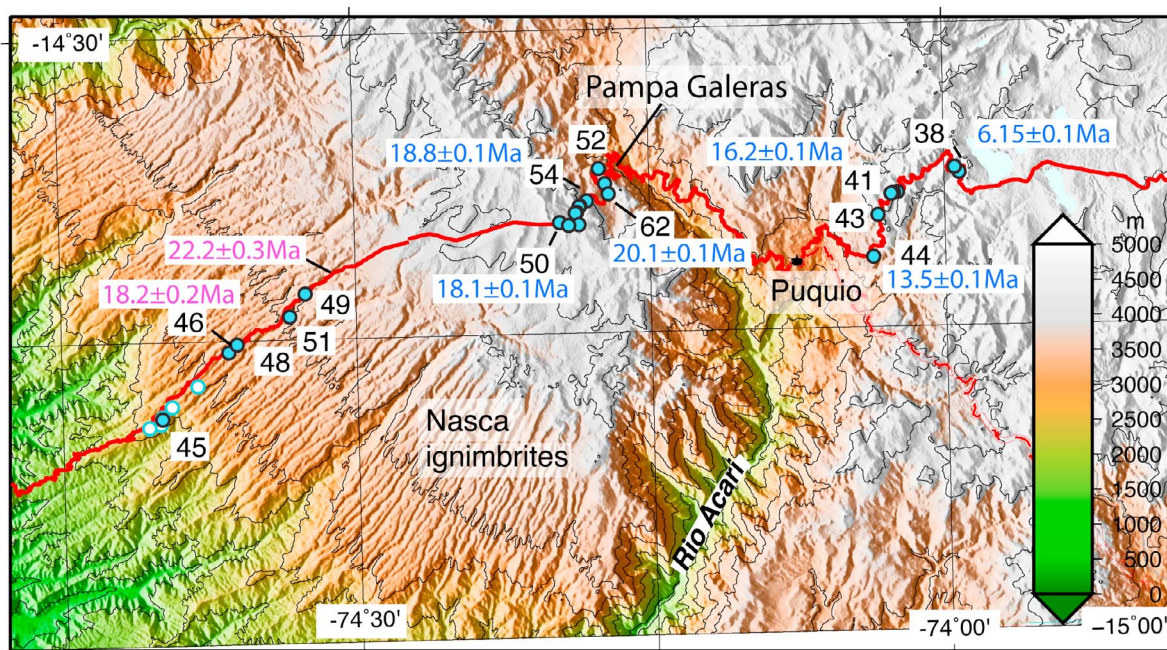 -14˚30'
Pampa Galeras
52
38
6.15±0.1Ma
18.8±0.1Ma
16.2±0.1Ma
54
41
43
62
50
20.1±0.1Ma
44
22.2±0.3Ma
18.1±0.1Ma
13.5±0.1Ma
Puquio
18.2±0.2Ma
49
46
51
48
45
Nasca
ignimbrites
Rio Acari
m
5000
4500
4000
3500
3000
2500
2000
1500
1000
500
0
-74˚30'
-74˚00'
−15˚00'